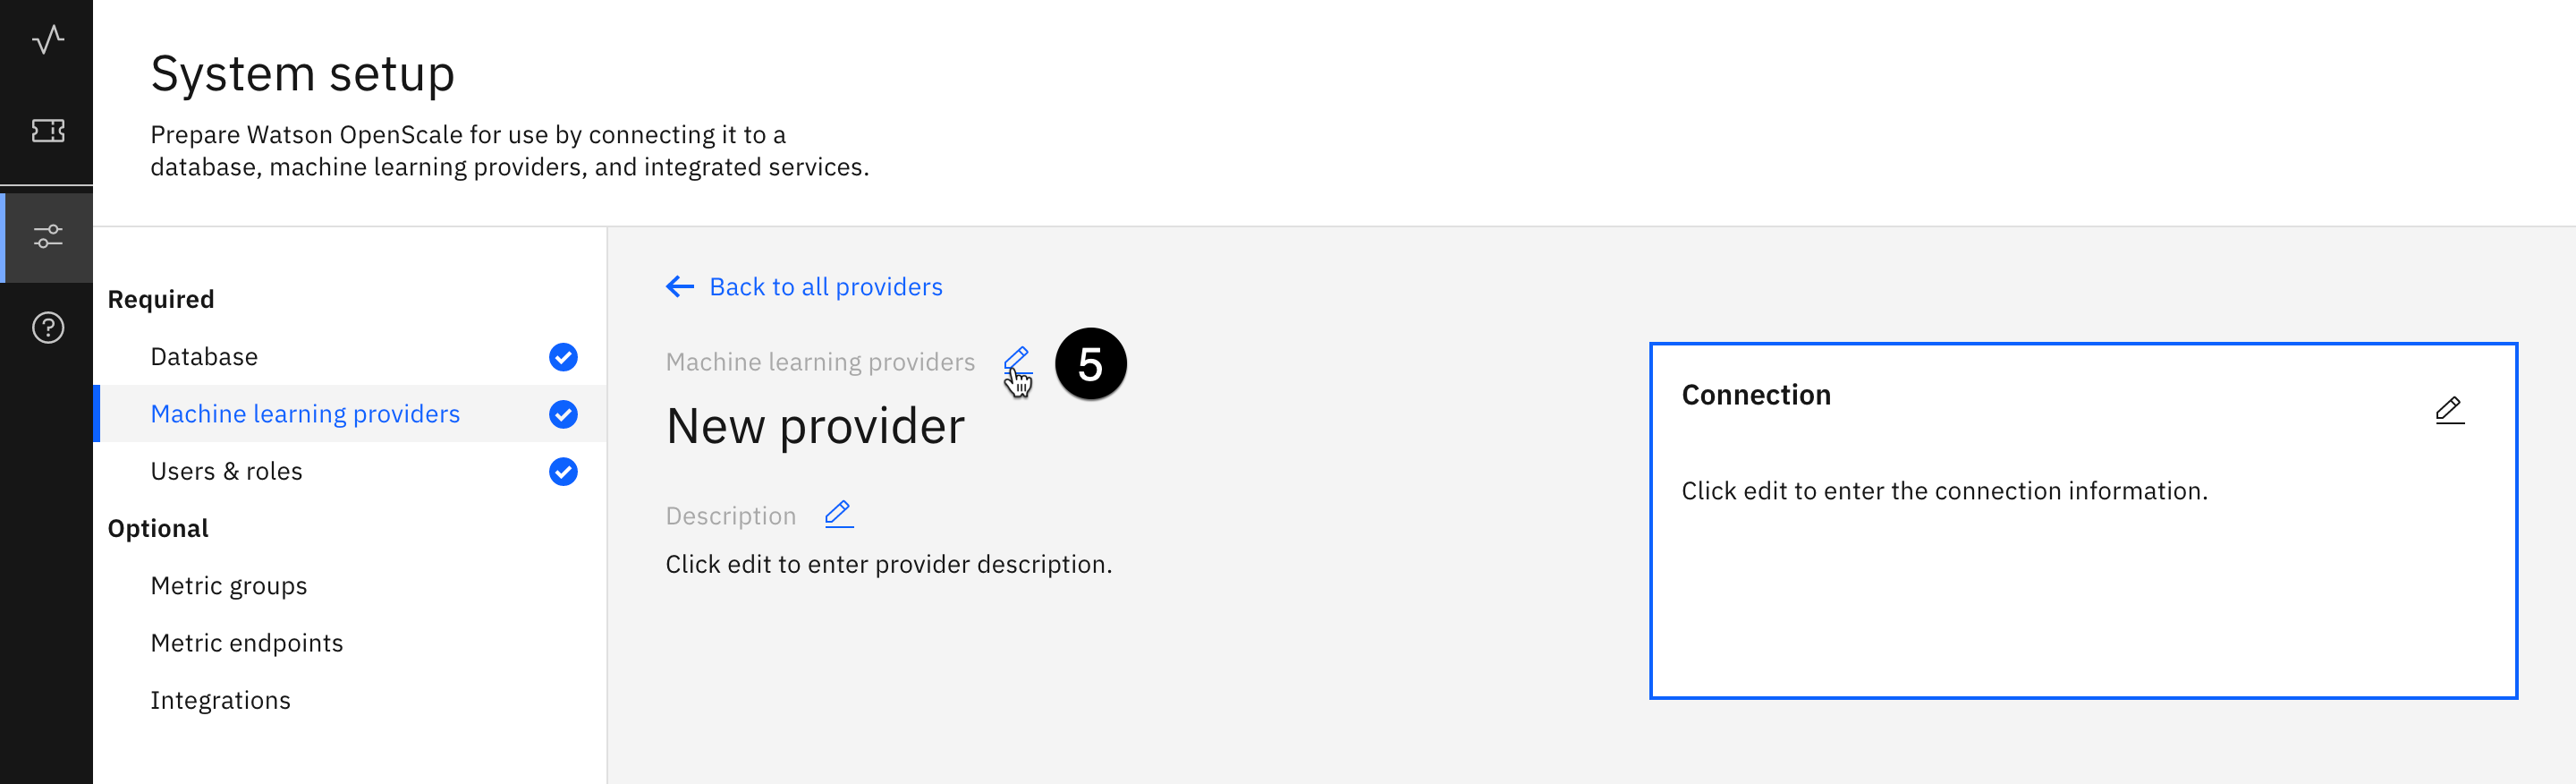 System setup
Prepare Watson OpenScale for use by connecting it to a
database, machine learning providers, and integrated services.
Required
Database
Machine learning providers
Users & roles
Optional
Metric groups
Metric endpoints
Integrations
Back to all providers
Machine learning providers
5
New provider
Description
Click edit to enter provider description.
Connection
Click edit to enter the connection information.